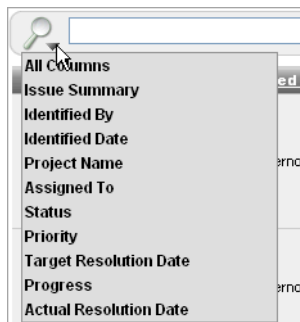 All Columns
Issue Summary
Identified By
Identified Date
Project Name
Assigned To
Status
Priority
Target Resolution Date
Progress
Actual Resolution Date